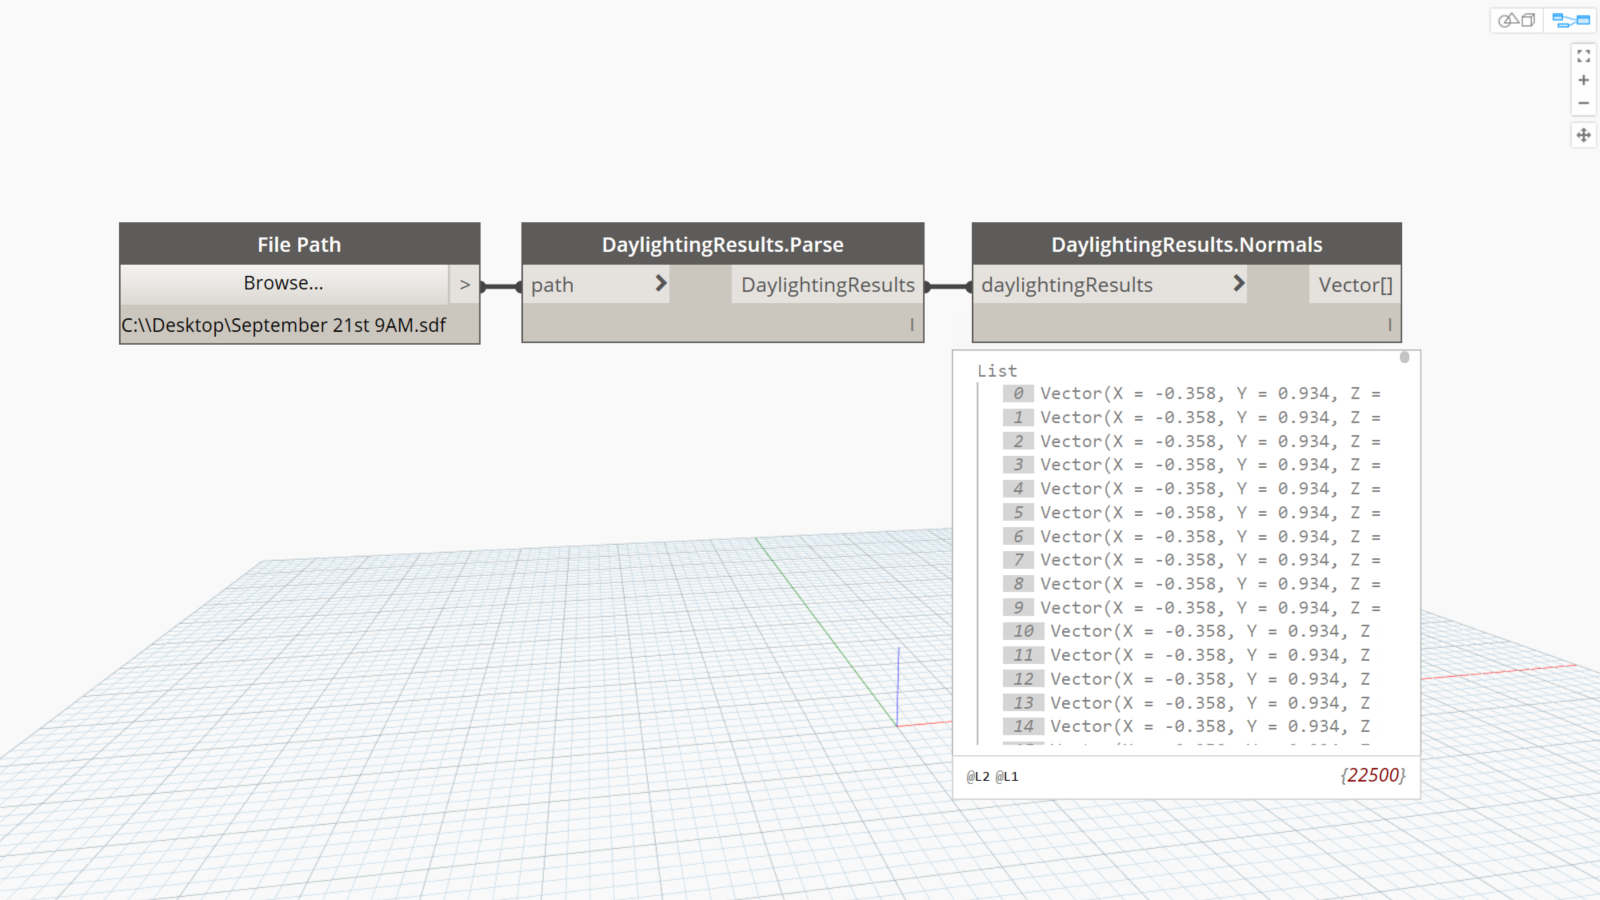 File Path
Browse...
>
C:\\Desktop\September 21st 9AM.sdf
DaylightingResults.Parse
path
DaylightingResults
DaylightingResults.Normals
daylightingResults
Vector[]
List
0 Vector(X = -0.358, Y = 0.934, Z =
1 Vector(X = -0.358, Y = 0.934, Z =
2 Vector(X = -0.358, Y = 0.934, Z =
3 Vector(X = -0.358, Y = 0.934, Z =
4 Vector(X = -0.358, Y = 0.934, Z =
5 Vector(X = -0.358, Y = 0.934, Z =
6 Vector(X = -0.358, Y = 0.934, Z =
7 Vector(X = -0.358, Y = 0.934, Z =
8 Vector(X = -0.358, Y = 0.934, Z =
9 Vector(X = -0.358, Y = 0.934, Z =
10 Vector(X = -0.358, Y = 0.934, Z
11 Vector(X = -0.358, Y = 0.934, Z
12 Vector(X = -0.358, Y = 0.934, Z
13 Vector(X = -0.358, Y = 0.934, Z
14 Vector(X = -0.358, Y = 0.934, Z
@L2 @L1
{22500}